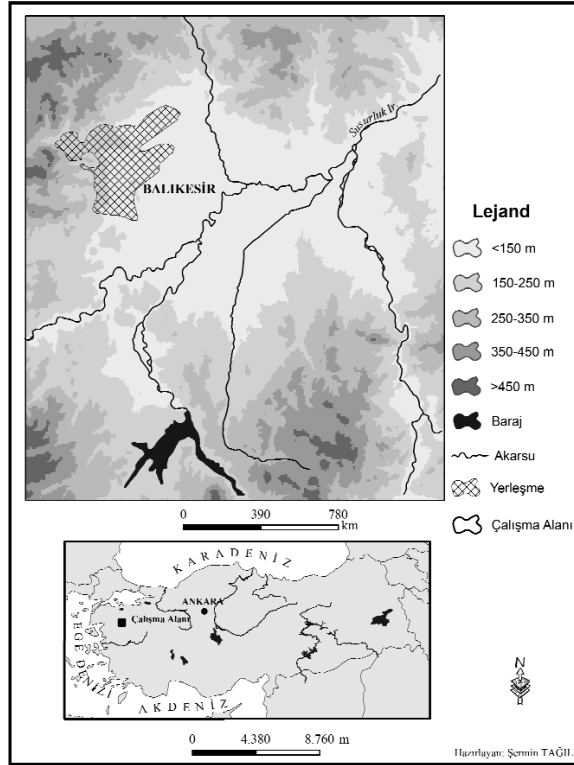 Susurluk Ir.
BALIKESİR
Lejand
<150 m
150-250 m
250-350 m
350-450 m
>450 m
Baraj
Akarsu
Yerleşme
Çalışma Alanı
0 390 780
km
KARADENİZ
ANKARA
Çalışma Alanı
EGE DENİZİ
AKDENİZ
N
0 4.380 8.760 m
Hazırlayan: Şermin TAĞIL